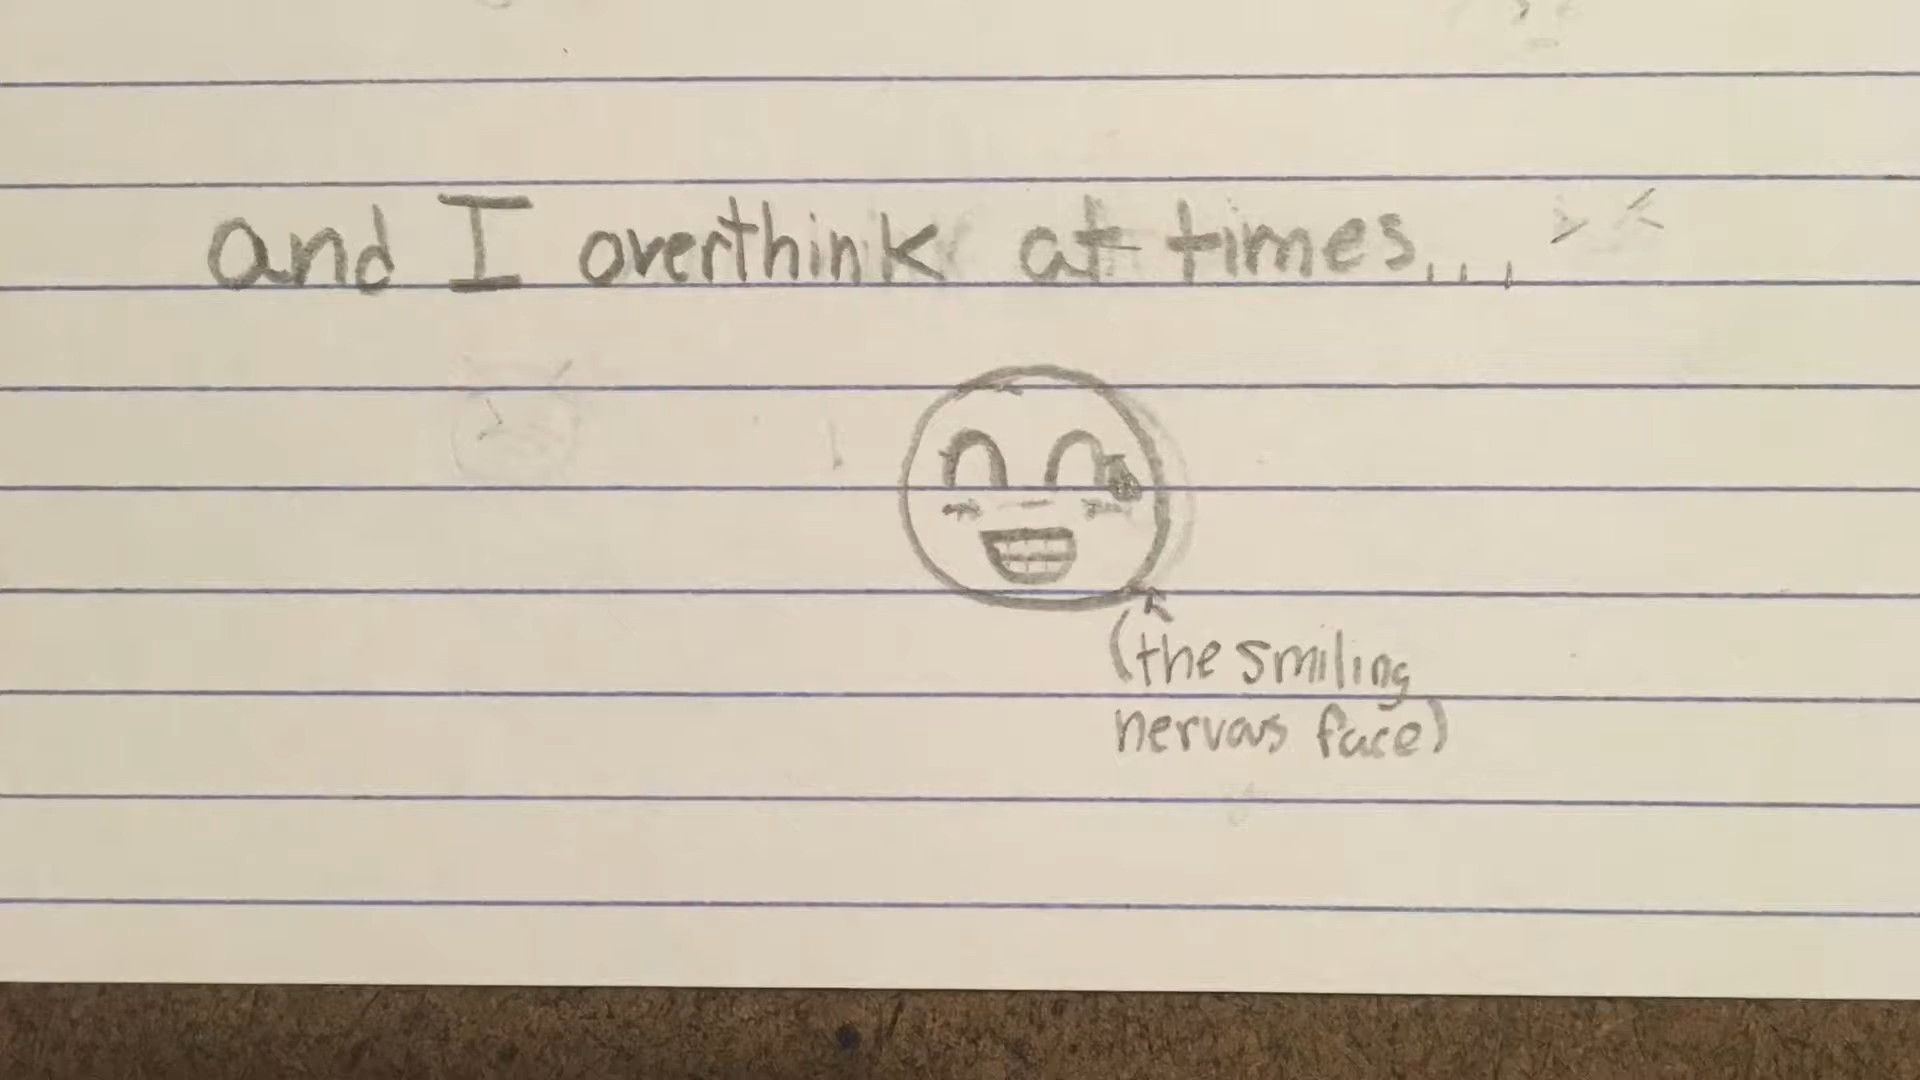 and I overthink at times...
(the smiling
nervous face)